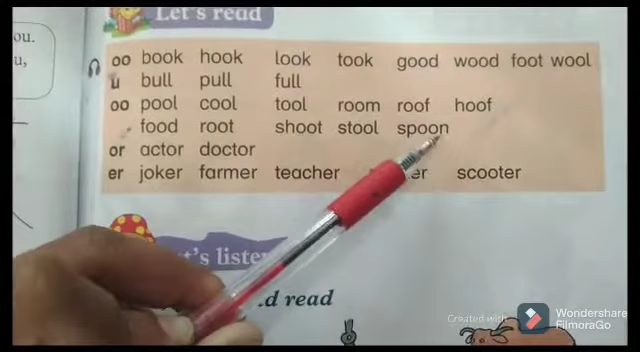 Let's read
ou.
u,
oo book hook look took good wood foot wool
u bull pull full
oo pool cool tool room roof hoof
food root shoot stool spoon
or actor doctor
er joker farmer teacher er scooter
t's liste
d read
Created with Wondershare FilmoraGo